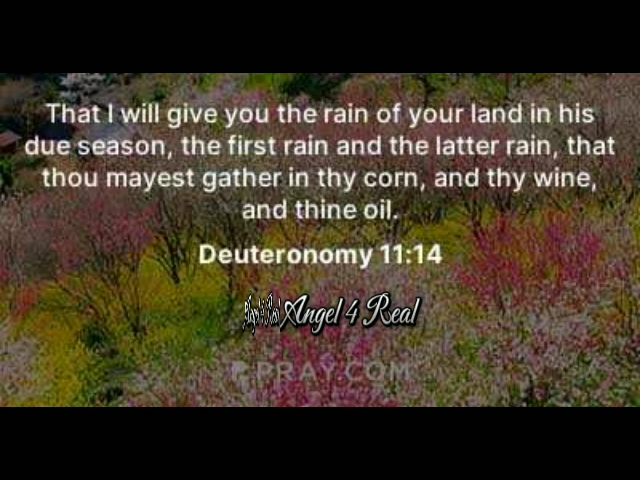 That I will give you the rain of your land in his
due season, the first rain and the latter rain, that
thou mayest gather in thy corn, and thy wine,
and thine oil.
Deuteronomy 11:14
Angel 4 Real
PRAY.COM